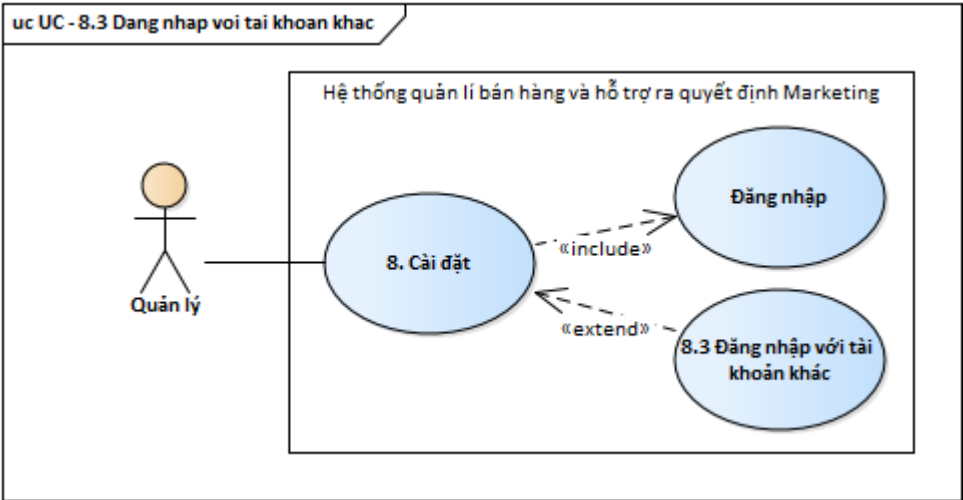 uc UC - 8.3 Dang nhap voi tai khoan khac
Hệ thống quản lí bán hàng và hỗ trợ ra quyết định Marketing
Đăng nhập
«include»
8. Cài đặt
Quản lý
«extend»
8.3 Đăng nhập với tài
khoản khác